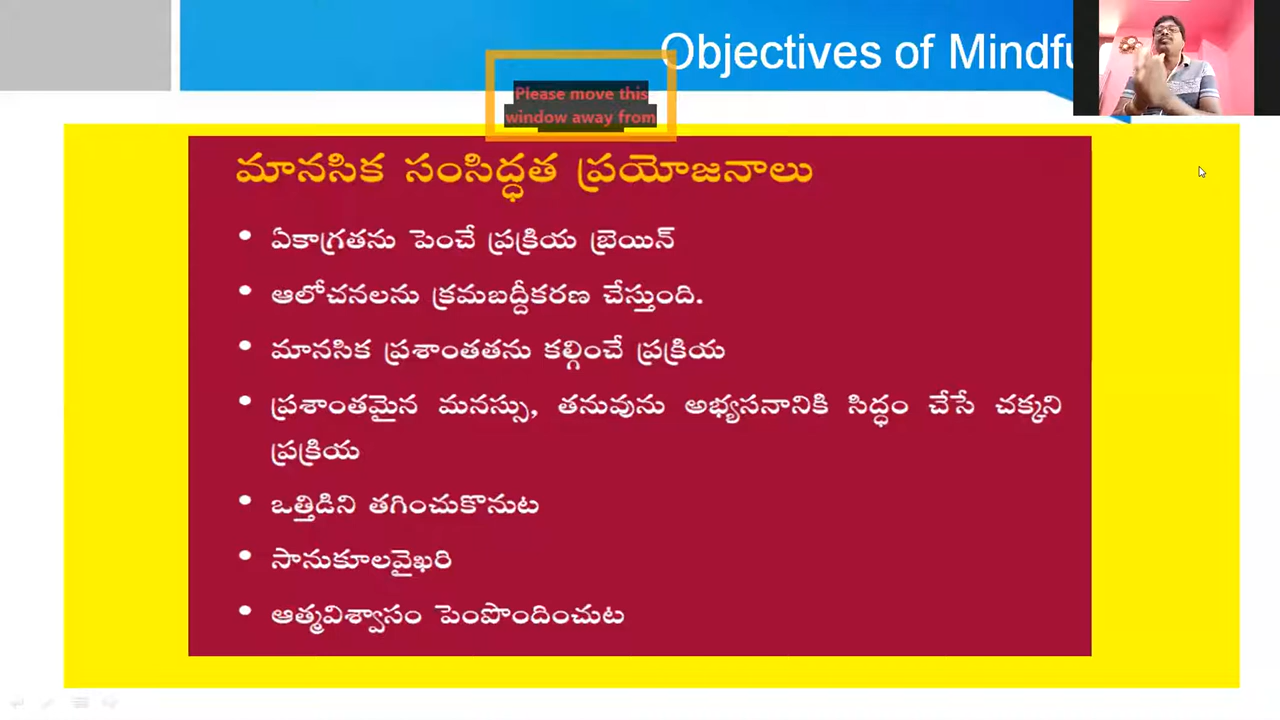 Objectives of Mindfu
Please move this
window away from
మానసిక సంసిద్ధత ప్రయోజనాలు
• ఏకాగ్రతను పెంచే ప్రక్రియ బ్రెయిన్
• ఆలోచనలను క్రమబద్దీకరణ చేస్తుంది.
• మానసిక ప్రశాంతతను కల్గించే ప్రక్రియ
• ప్రశాంతమైన మనస్సు, తనువును అభ్యసనానికి సిద్ధం చేసే చక్కని
ప్రక్రియ
• ఒత్తిడిని తగించుకొనుట
• సానుకూలవైఖరి
• ఆత్మవిశ్వాసం పెంపొందించుట